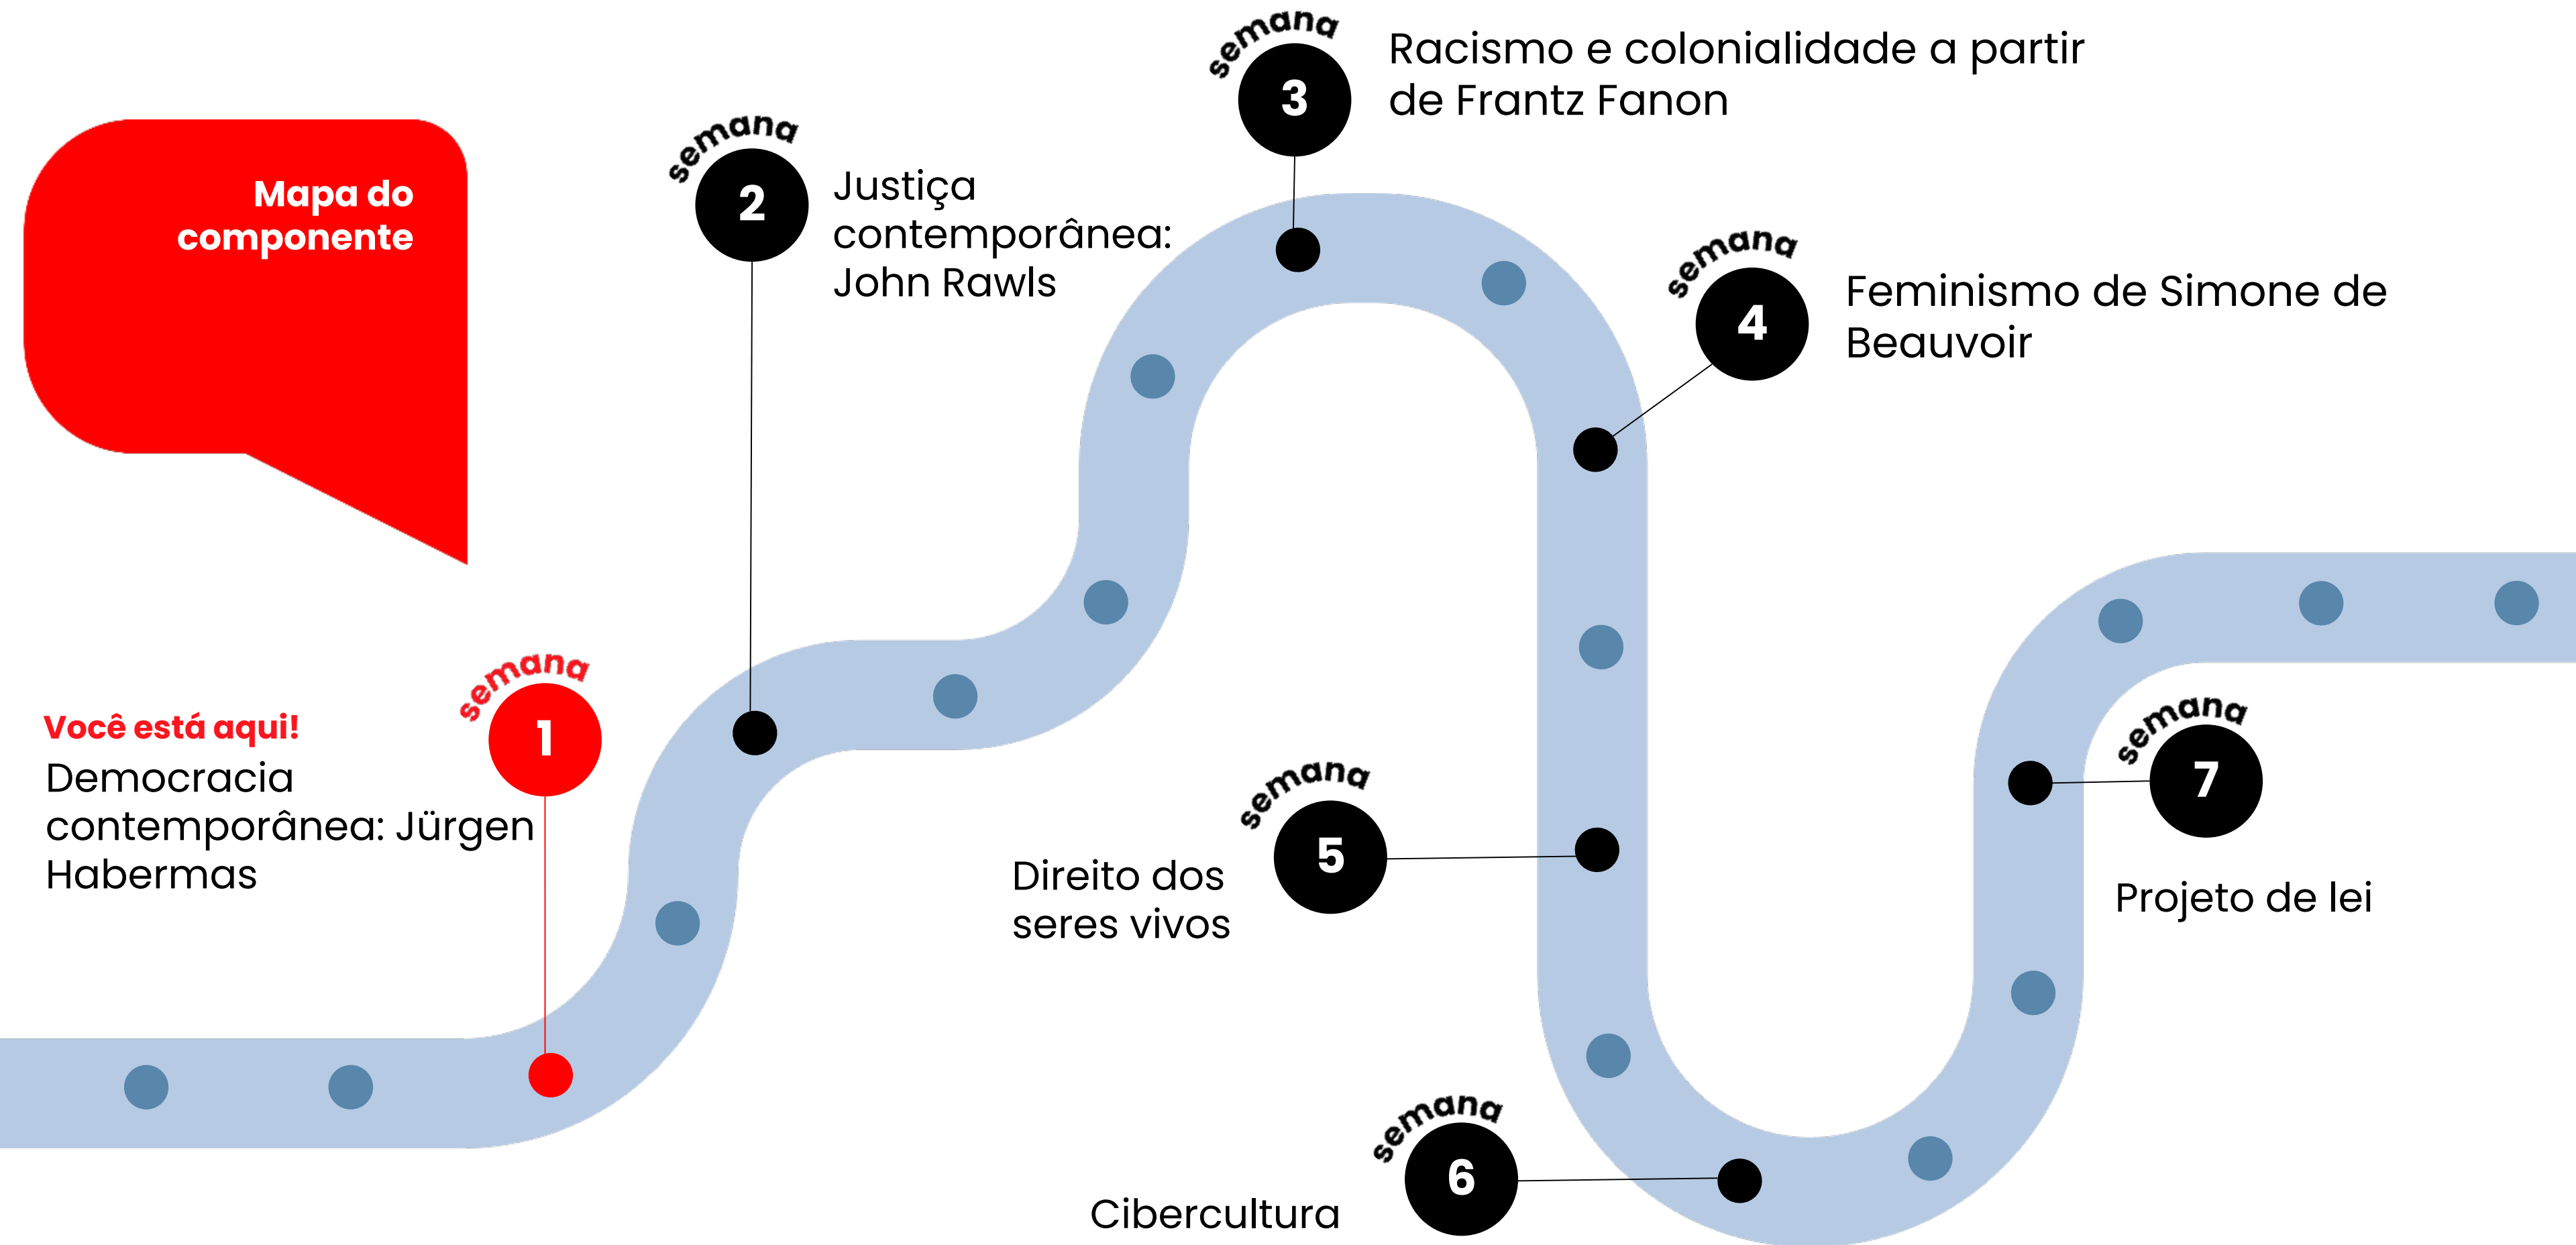 Mapa do
componente
semana
1
Você está aqui!
Democracia
contemporânea: Jürgen
Habermas
semana
2
Justiça
contemporânea:
John Rawls
semana
3
Racismo e colonialidade a partir
de Frantz Fanon
semana
4
Feminismo de Simone de
Beauvoir
semana
5
Direito dos
seres vivos
semana
6
Cibercultura
semana
7
Projeto de lei